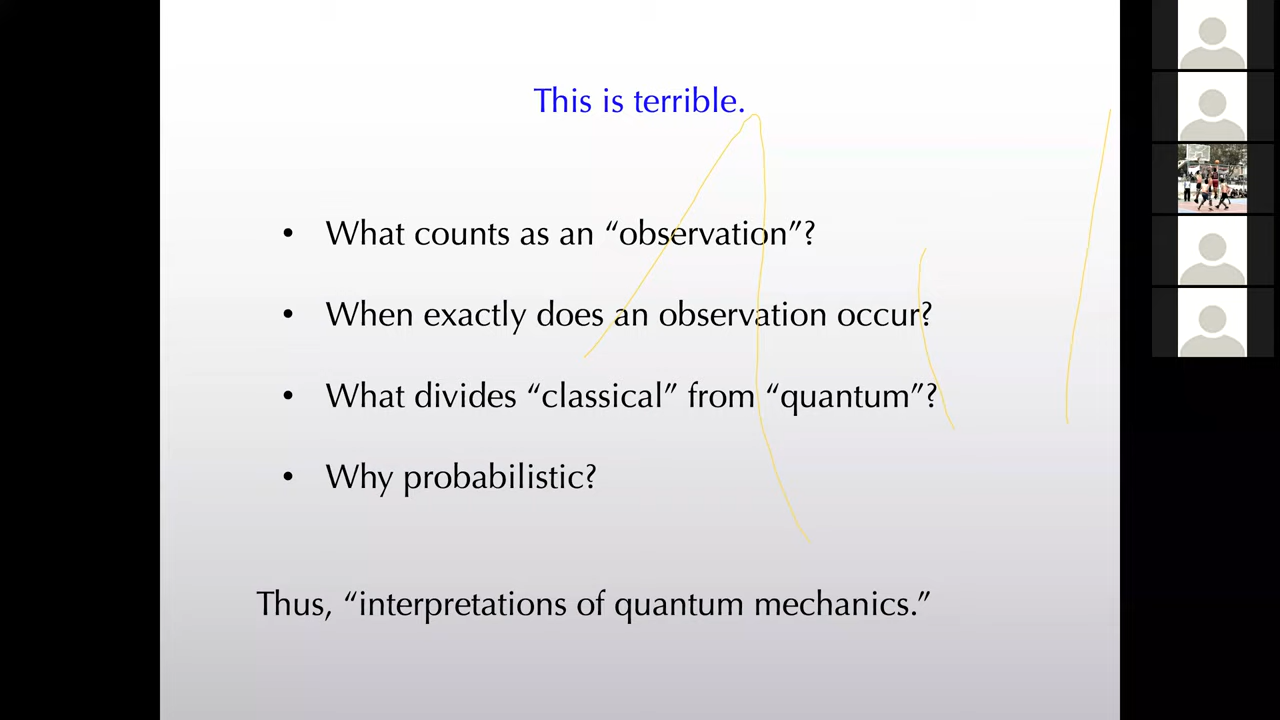 This is terrible.
• What counts as an “observation”?
• When exactly does an observation occur?
• What divides “classical” from “quantum”?
• Why probabilistic?
Thus, “interpretations of quantum mechanics.”